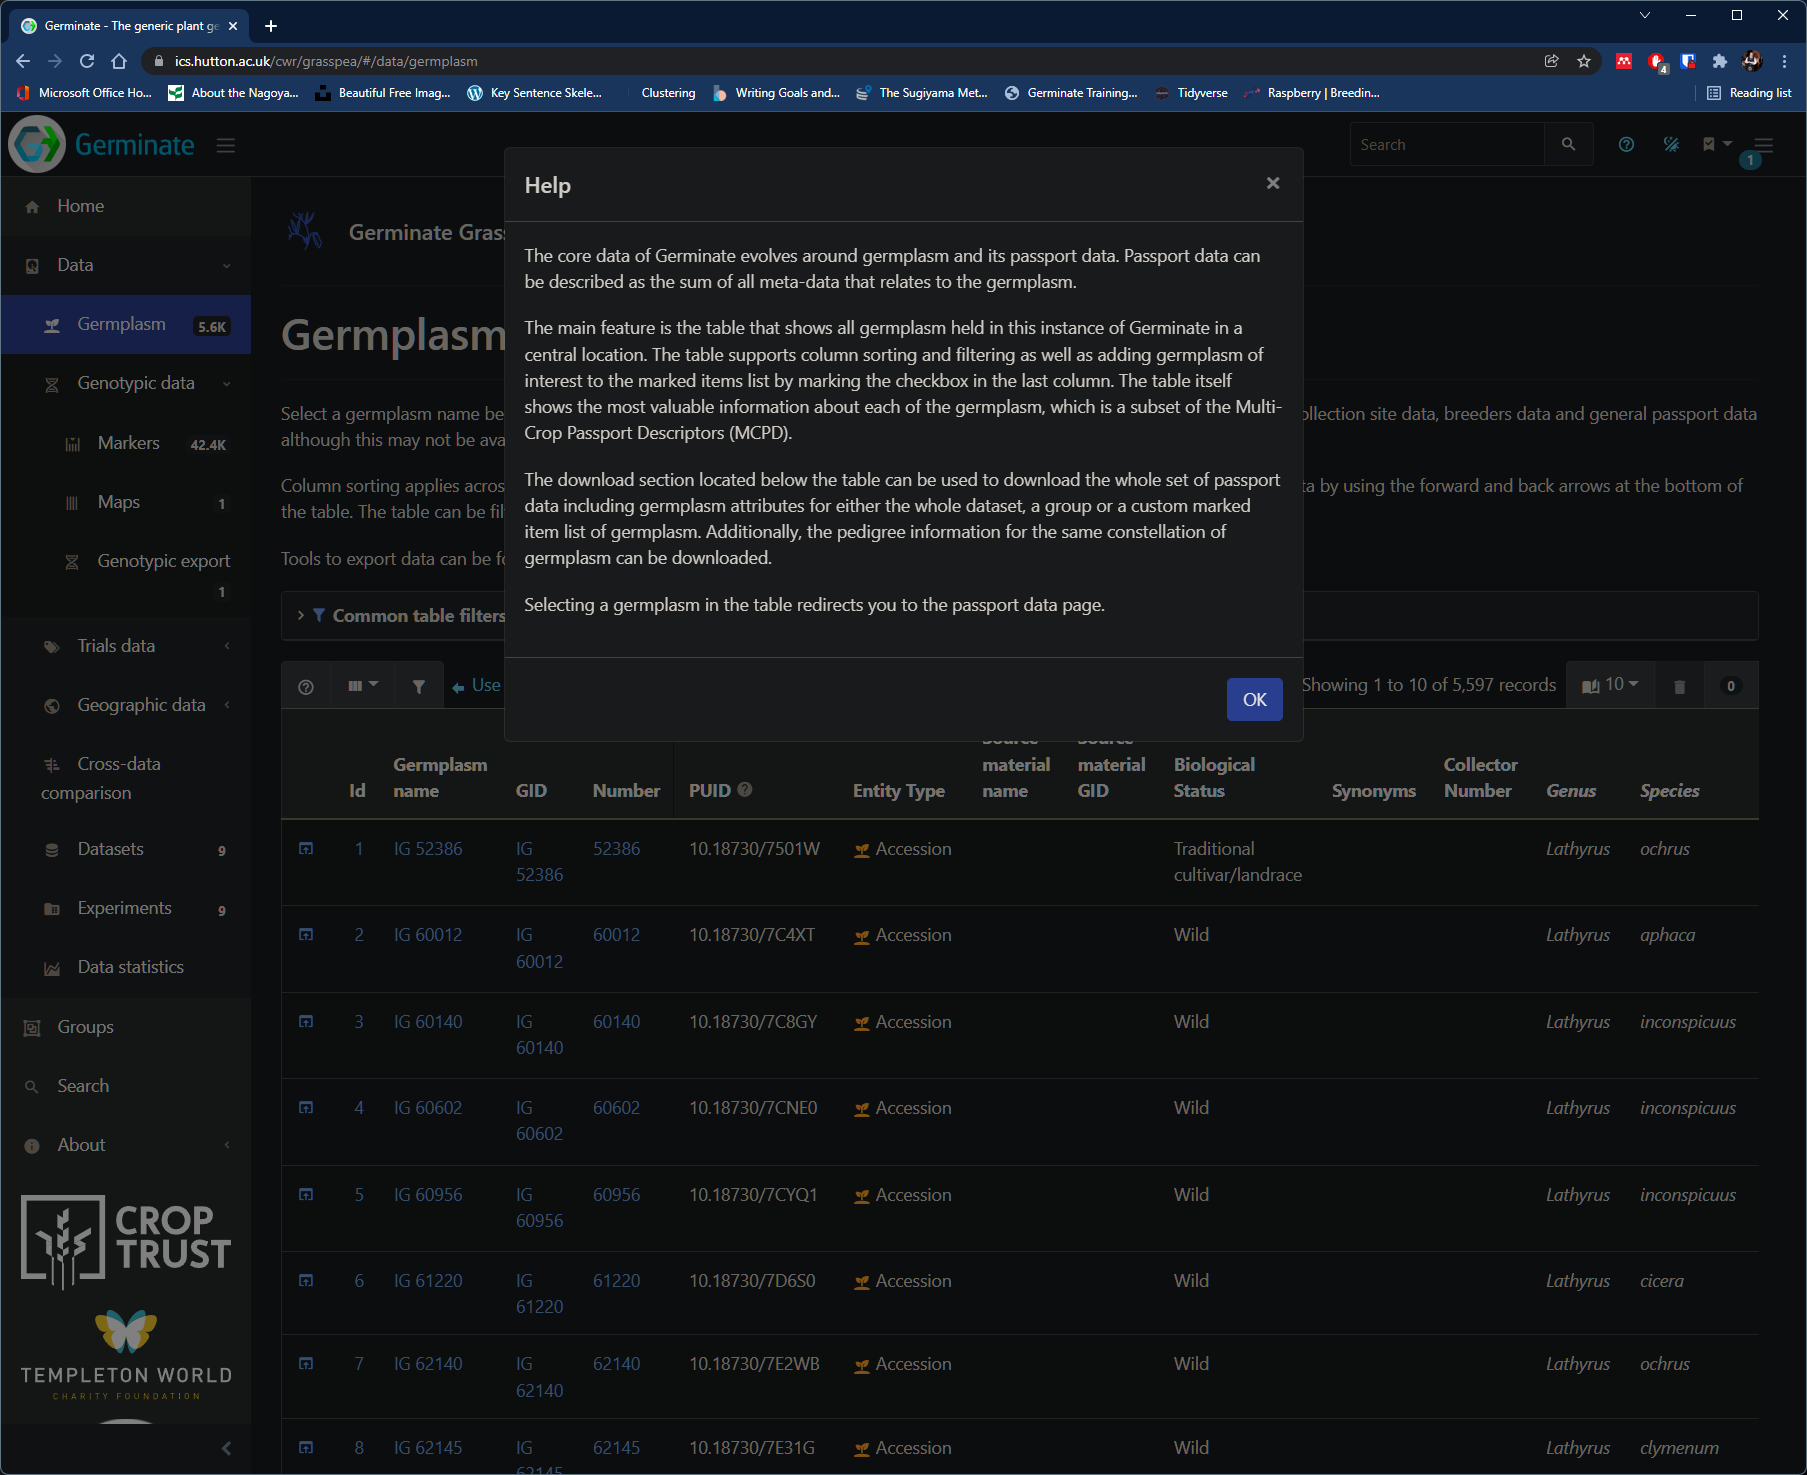 Germinate - The generic plant ge
ics.hutton.ac.uk/cwr/grasspea/#/data/germplasm
4
Microsoft Office Ho...
About the Nagoya...
Beautiful Free Imag...
Key Sentence Skele...
Clustering
Writing Goals and...
The Sugiyama Met...
Germinate Training...
Tidyverse
Raspberry | Breedin...
Reading list
Germinate
Search
1
Home
Data
Germplasm 5.6K
Genotypic data
Markers 42.4K
Maps 1
Genotypic export
1
Trials data
Geographic data
Cross-data
comparison
Datasets 9
Experiments 9
Data statistics
Groups
Search
About
CROP
TRUST
TEMPLETON WORLD
CHARITY FOUNDATION
Germinate Gras
Germplasm
Select a germplasm name be
ollection site data, breeders data and general passport data
although this may not be ava
Column sorting applies acros
ta by using the forward and back arrows at the bottom of
the table. The table can be fil
Tools to export data can be fo
Common table filters
Help
The core data of Germinate evolves around germplasm and its passport data. Passport data can
be described as the sum of all meta-data that relates to the germplasm.
The main feature is the table that shows all germplasm held in this instance of Germinate in a
central location. The table supports column sorting and filtering as well as adding germplasm of
interest to the marked items list by marking the checkbox in the last column. The table itself
shows the most valuable information about each of the germplasm, which is a subset of the Multi-
Crop Passport Descriptors (MCPD).
The download section located below the table can be used to download the whole set of passport
data including germplasm attributes for either the whole dataset, a group or a custom marked
item list of germplasm. Additionally, the pedigree information for the same constellation of
germplasm can be downloaded.
Selecting a germplasm in the table redirects you to the passport data page.
OK
Use
Showing 1 to 10 of 5,597 records
10
0
Id Germplasm name GID Number PUID Entity Type Source material name Source material GID Biological Status Synonyms Collector Number Genus Species
1 IG 52386 IG 52386 52386 10.18730/7501W Accession Traditional cultivar/landrace Lathyrus ochrus
2 IG 60012 IG 60012 60012 10.18730/7C4XT Accession Wild Lathyrus aphaca
3 IG 60140 IG 60140 60140 10.18730/7C8GY Accession Wild Lathyrus inconspicuus
4 IG 60602 IG 60602 60602 10.18730/7CNE0 Accession Wild Lathyrus inconspicuus
5 IG 60956 IG 60956 60956 10.18730/7CYQ1 Accession Wild Lathyrus inconspicuus
6 IG 61220 IG 61220 61220 10.18730/7D6S0 Accession Wild Lathyrus cicera
7 IG 62140 IG 62140 62140 10.18730/7E2WB Accession Wild Lathyrus ochrus
8 IG 62145 IG 62145 62145 10.18730/7E31G Accession Wild Lathyrus clymenum